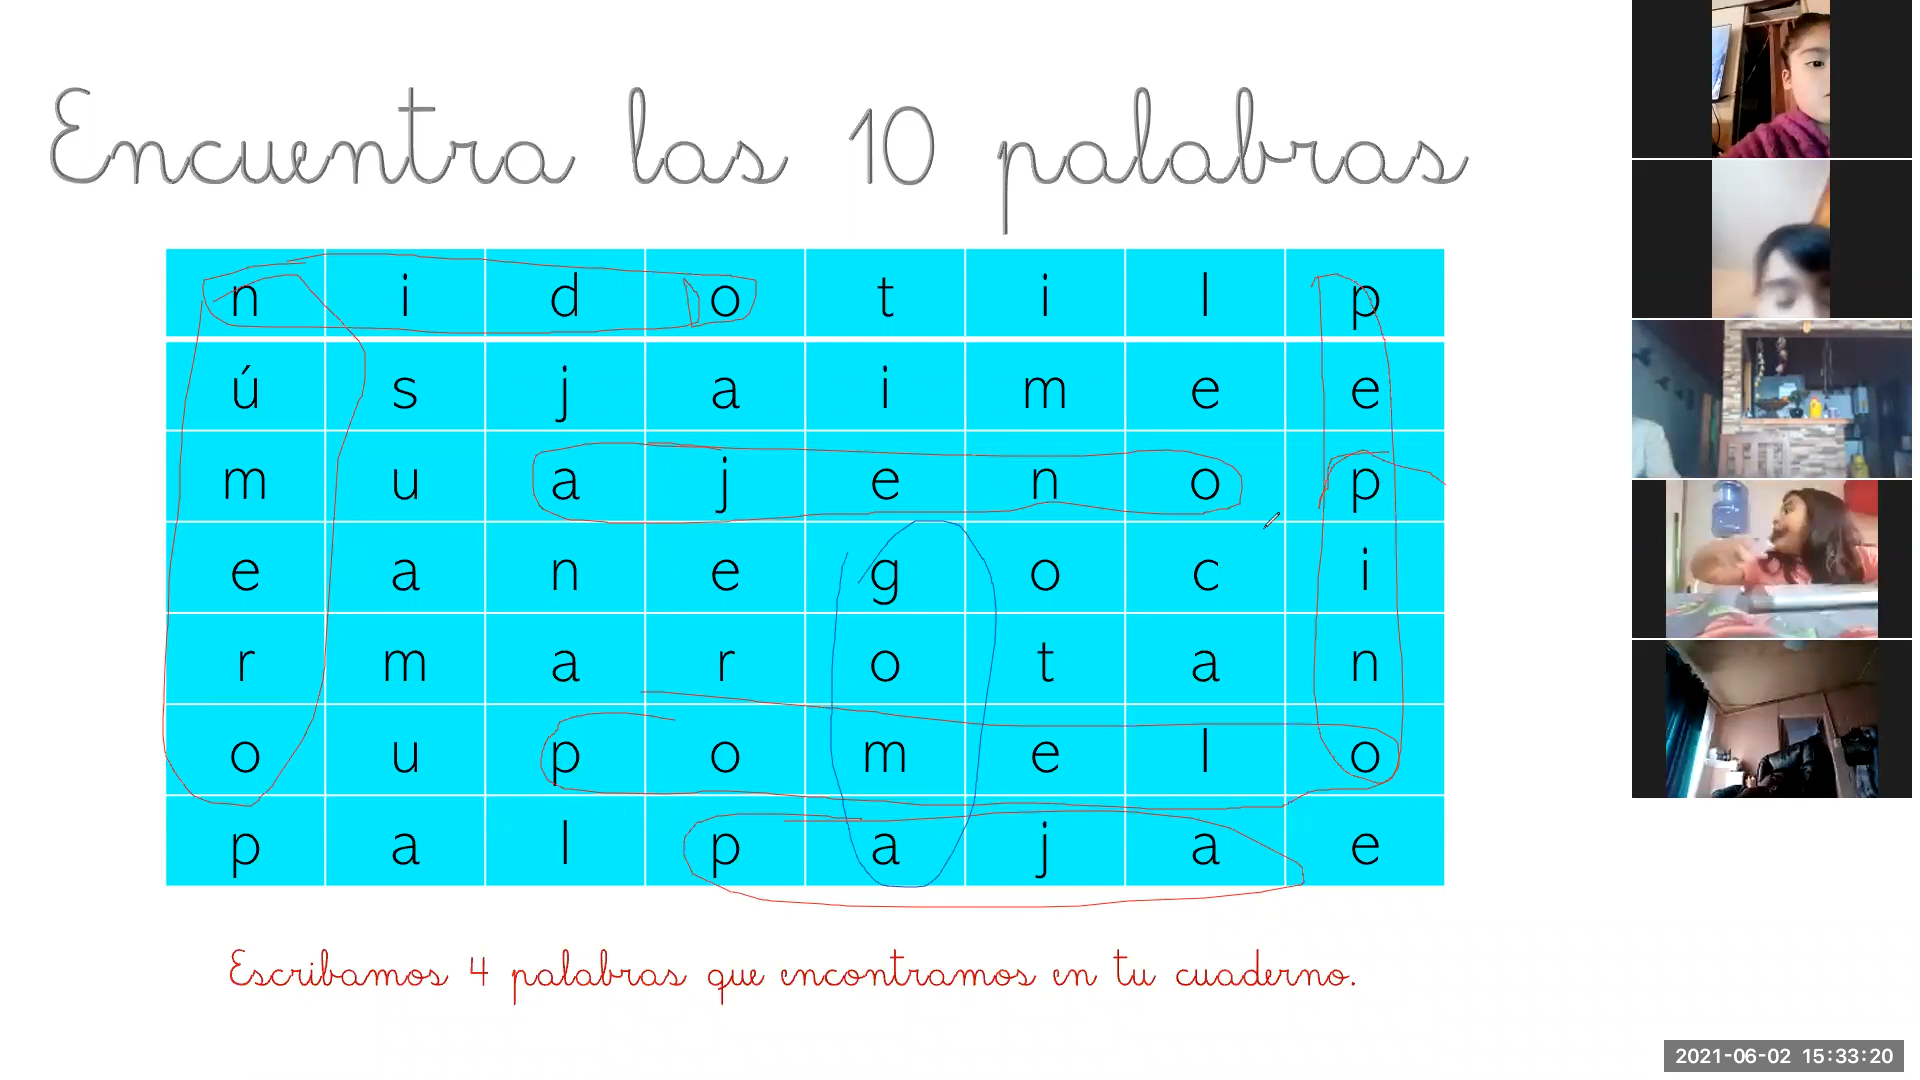 Encuentra las 10 palabras
n i d o t i l p
ú s j a i m e e
m u a j e n o p
e a n e g o c i
r m a r o t a n
o u p o m e l o
p a l p a j a e
Escribamos 4 palabras que encontramos en tu cuaderno.
2021-06-02 15:33:20